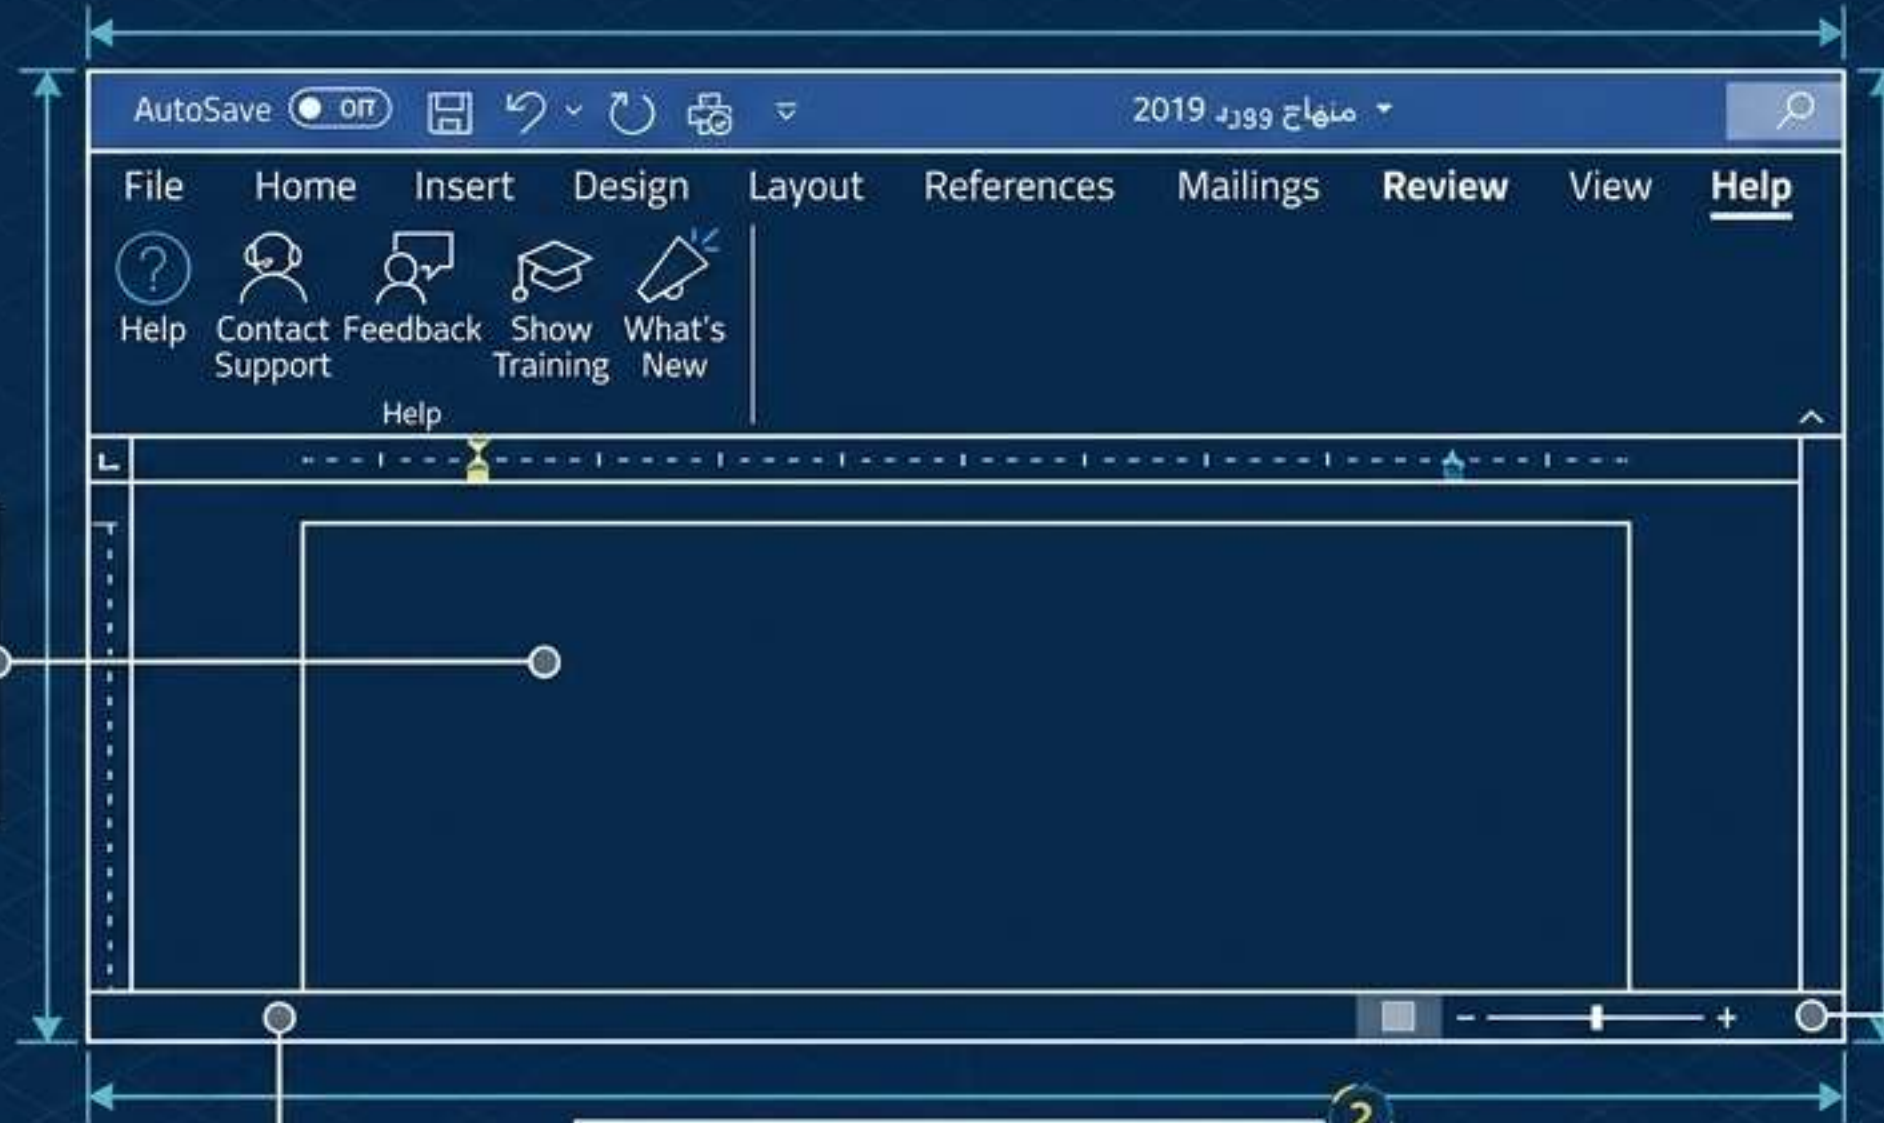 AutoSave Off منهاج وورد 2019
File Home Insert Design Layout References Mailings Review View Help
Help Contact Support Feedback Show Training What's New
Help
2